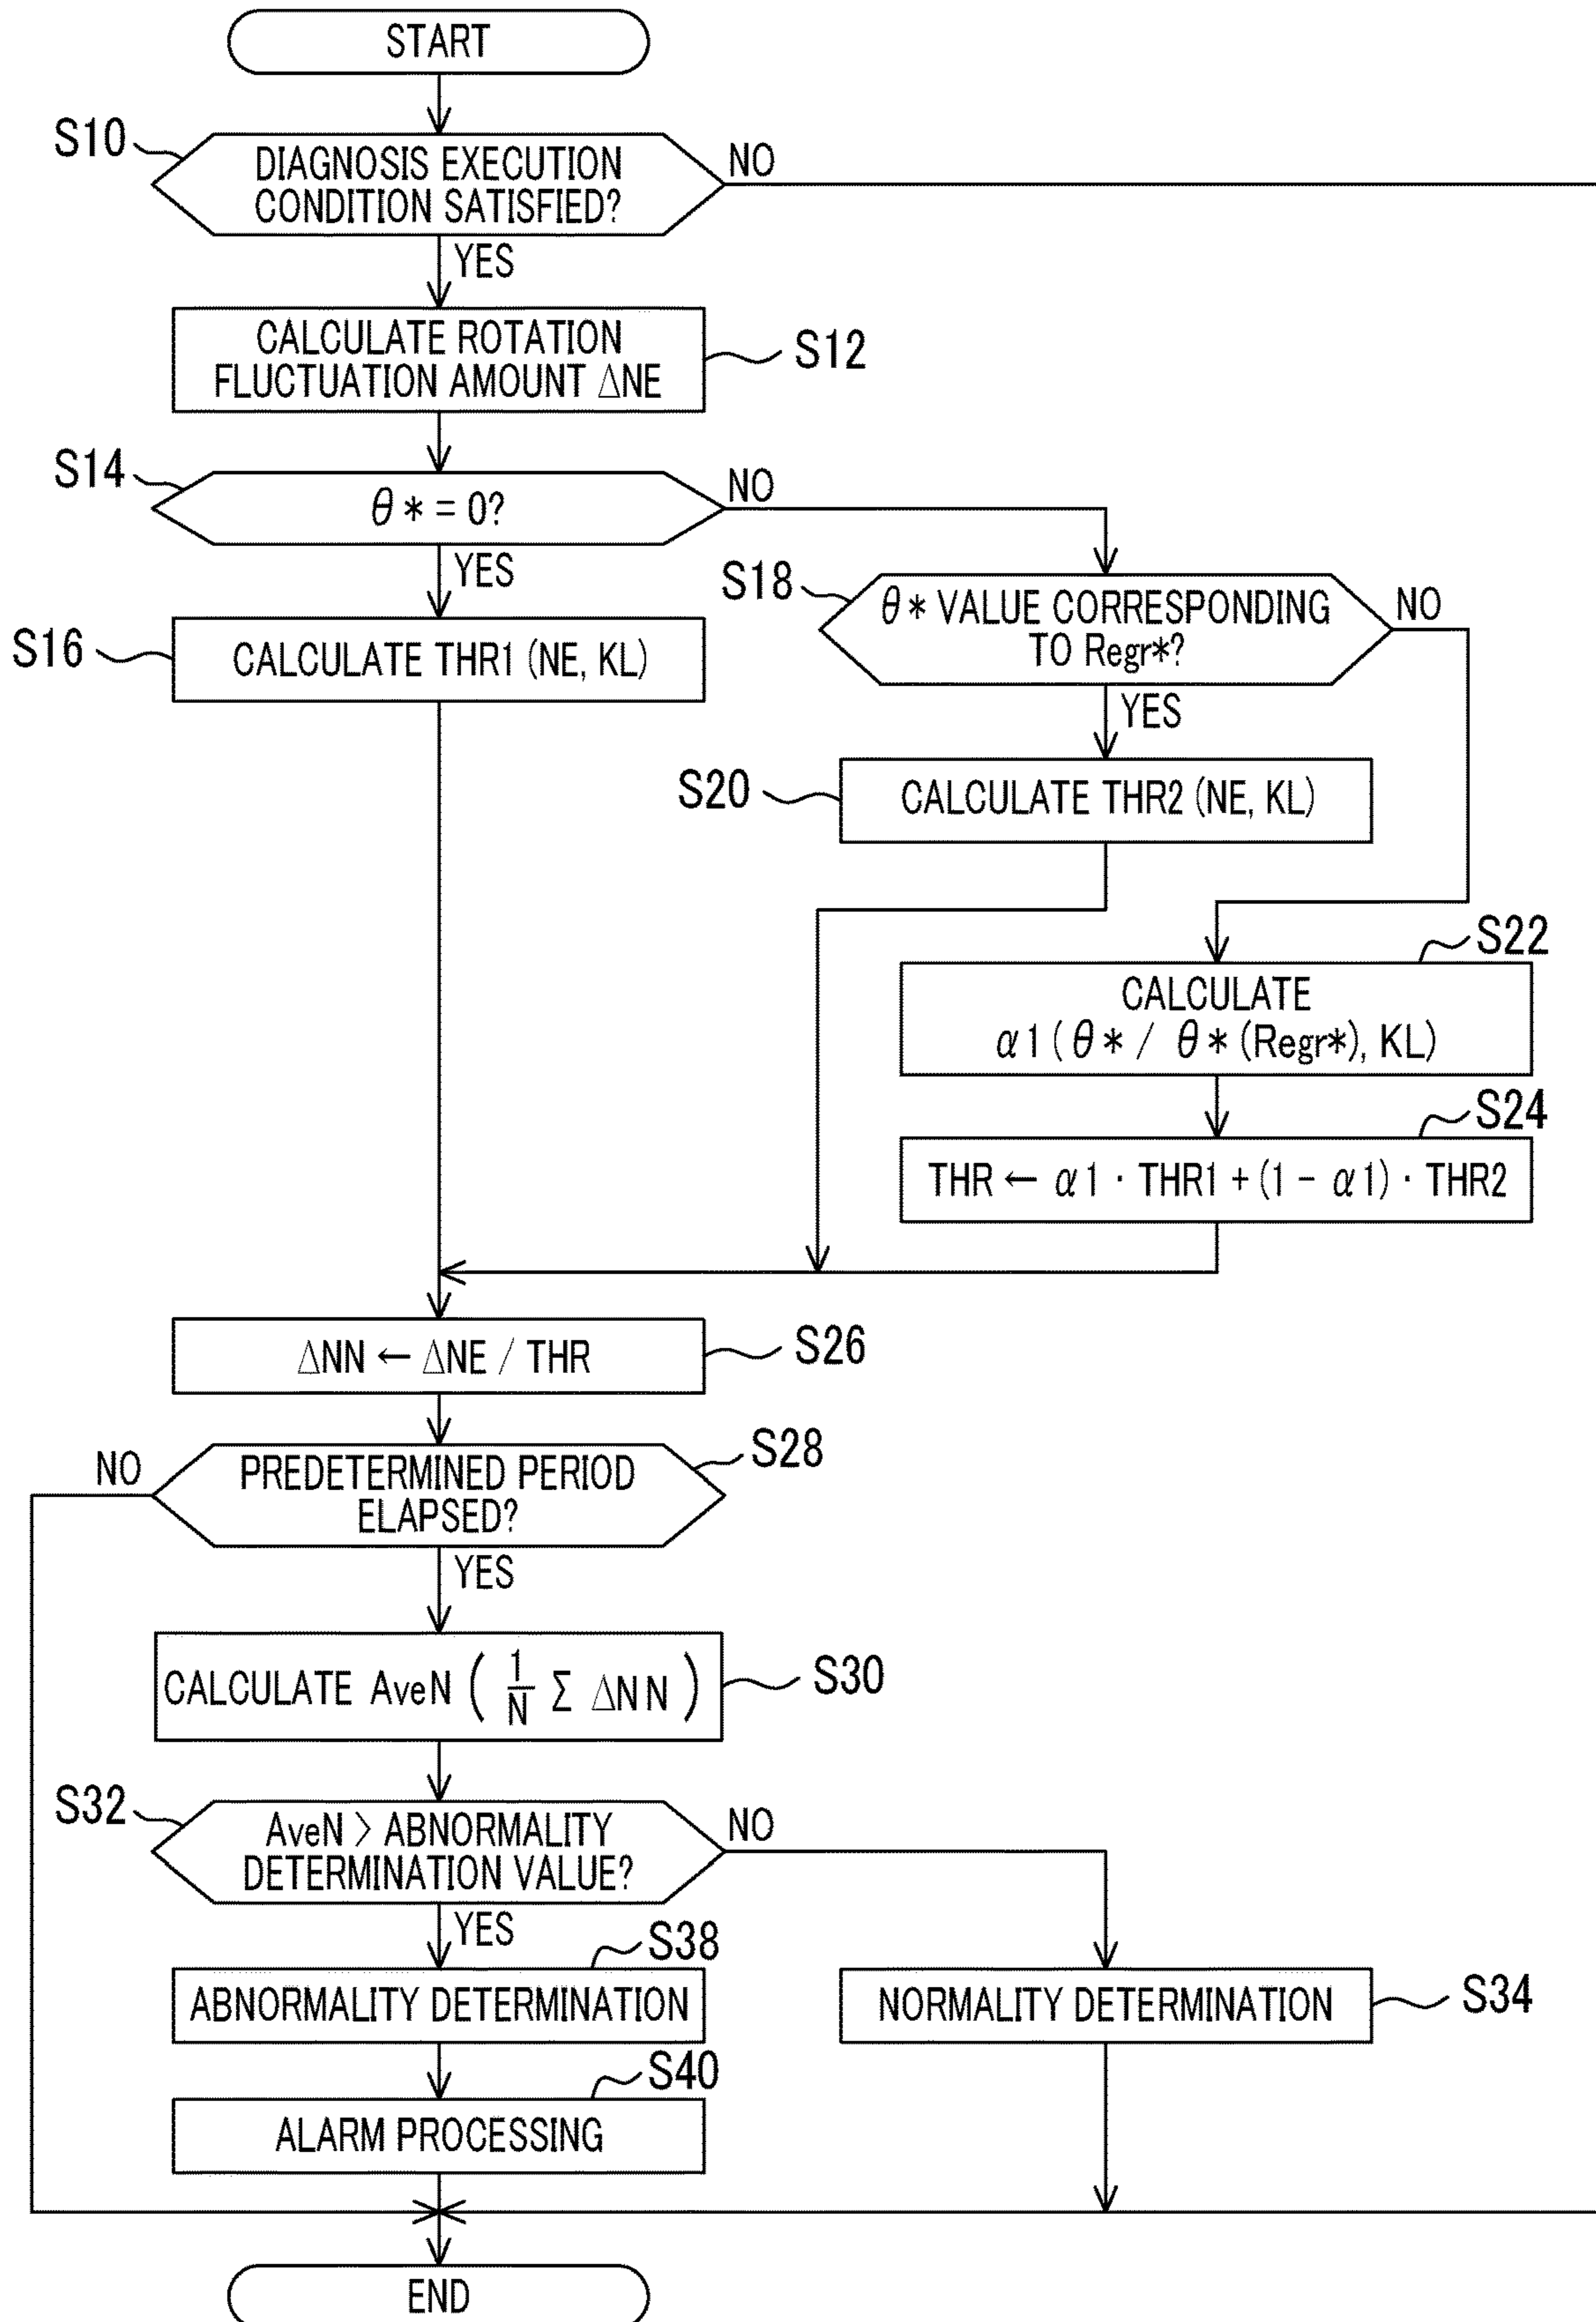 START
S10
DIAGNOSIS EXECUTION
CONDITION SATISFIED?
NO
YES
CALCULATE ROTATION
FLUCTUATION AMOUNT ΔNE
S12
S14
θ* = 0?
NO
YES
S16
CALCULATE THR1 (NE, KL)
S18
θ* VALUE CORRESPONDING
TO Regr*?
NO
YES
S20
CALCULATE THR2 (NE, KL)
S22
CALCULATE
α1 (θ* / θ* (Regr*), KL)
S24
THR ← α1 · THR1 + (1 - α1) · THR2
ΔNN ← ΔNE / THR
S26
S28
NO
PREDETERMINED PERIOD
ELAPSED?
YES
CALCULATE AveN ( 1/N Σ ΔNN )
S30
S32
AveN > ABNORMALITY
DETERMINATION VALUE?
NO
YES
S38
ABNORMALITY DETERMINATION
NORMALITY DETERMINATION
S34
S40
ALARM PROCESSING
END